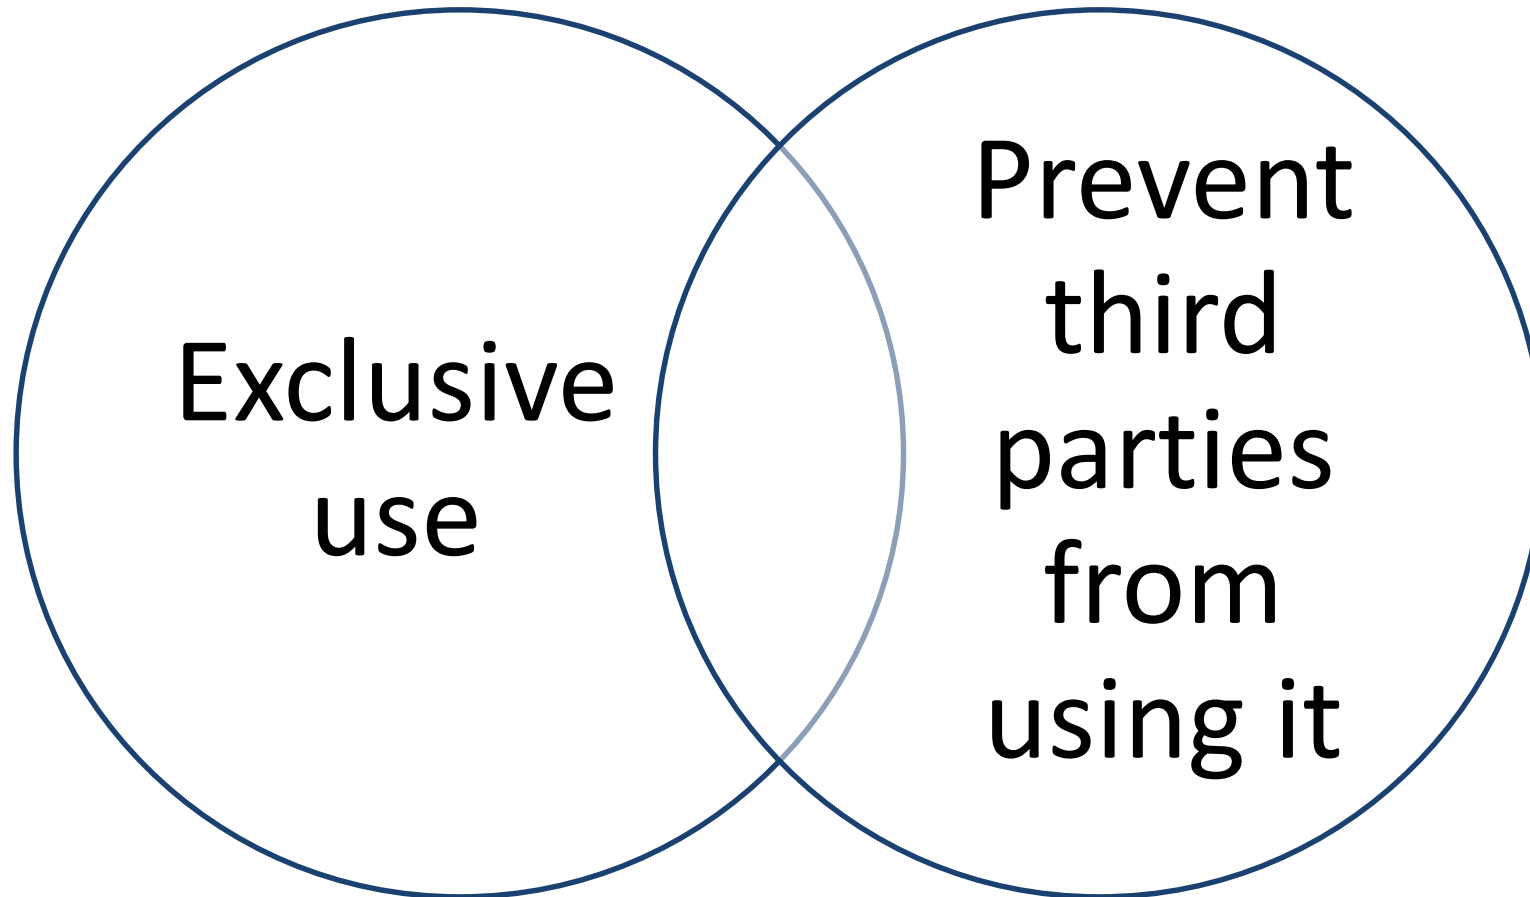 Exclusive
use
Prevent
third
parties
from
using it